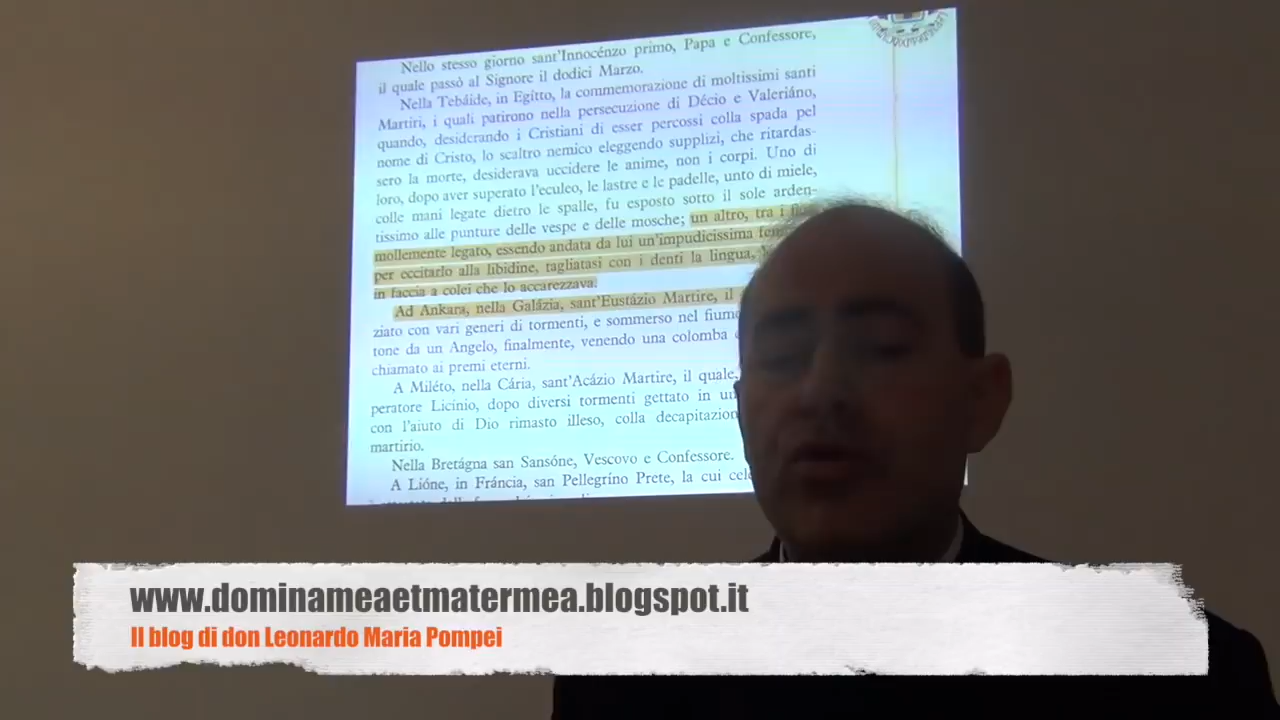 Nello stesso giorno sant'Innocénzo primo, Papa e Confessore,
il quale passò al Signore il dodici Marzo.
Nella Tebáide, in Egítto, la commemorazione di moltissimi santi
Martiri, i quali patirono nella persecuzione di Décio e Valeriáno,
quando, desiderando i Cristiani di esser percossi colla spada pel
nome di Cristo, lo scaltro nemico eleggendo supplizi, che ritardas-
sero la morte, desiderava uccidere le anime, non i corpi. Uno di
loro, dopo aver superato l'eculeo, le lastre e le padelle, unto di miele,
colle mani legate dietro le spalle, fu esposto sotto il sole arden-
tissimo alle punture delle vespe e delle mosche; un altro, tra i
mollemente legato, essendo andata da lui un'impudicissima
per eccitarlo alla libidine, tagliatasi con i denti la lingua,
in faccia a colei che lo accarezzava.
Ad Ankara, nella Galázia, sant'Eustázio Martire, il
ziato con vari generi di tormenti, e sommerso nel fiume
tone da un Angelo, finalmente, venendo una colomba
chiamato ai premi eterni.
A Miléto, nella Cária, sant'Acázio Martire, il quale,
peratore Licínio, dopo diversi tormenti gettato in
con l'aiuto di Dio rimasto illeso, colla decapitazion
martirio.
Nella Bretágna san Sansóne, Vescovo e Confessore.
A Lióne, in Fráncia, san Pellegrino Prete, la cui
www.dominameaetmatermea.blogspot.it
Il blog di don Leonardo Maria Pompei